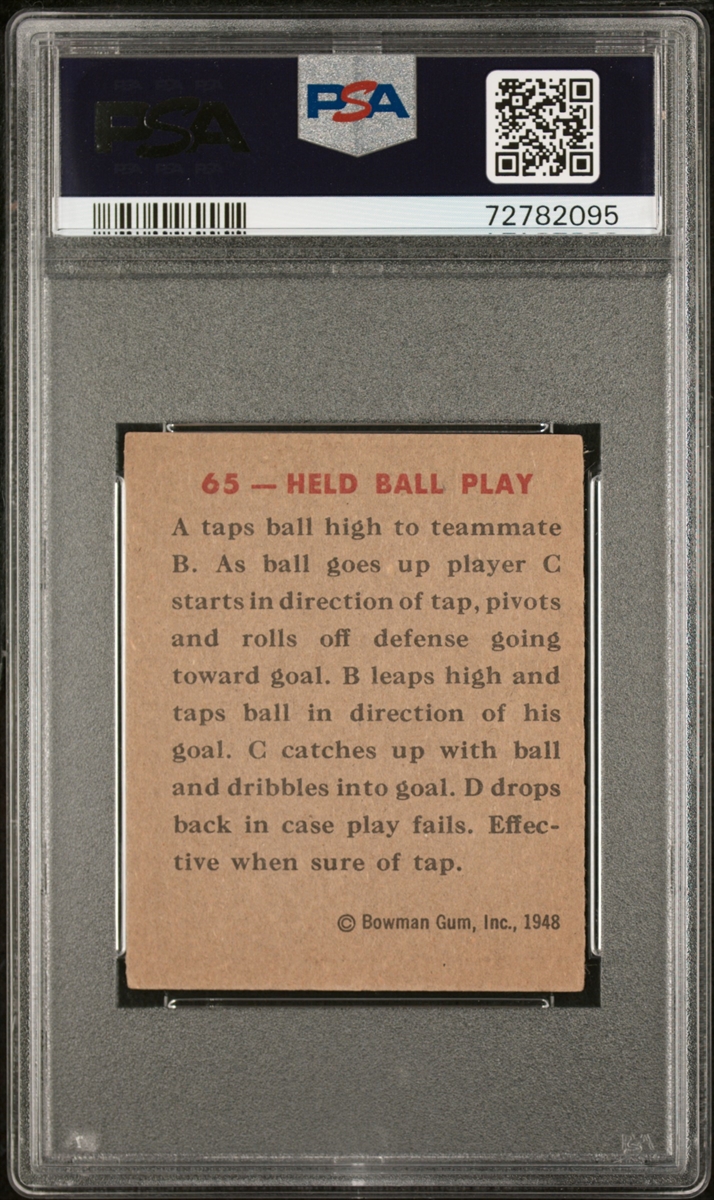 PSA
PSA
72782095
65 — HELD BALL PLAY
A taps ball high to teammate
B. As ball goes up player C
starts in direction of tap, pivots
and rolls off defense going
toward goal. B leaps high and
taps ball in direction of his
goal. C catches up with ball
and dribbles into goal. D drops
back in case play fails. Effec-
tive when sure of tap.
© Bowman Gum, Inc., 1948